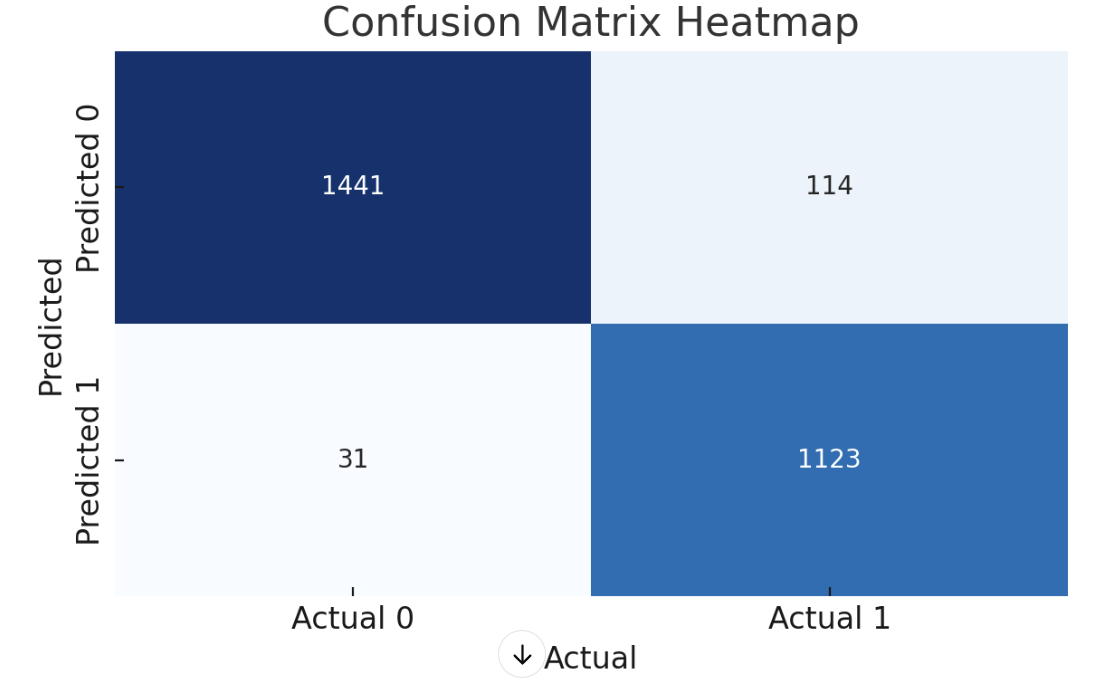 Confusion Matrix Heatmap
Predicted
Predicted 0
1441
114
Predicted 1
31
1123
Actual 0
Actual 1
Actual